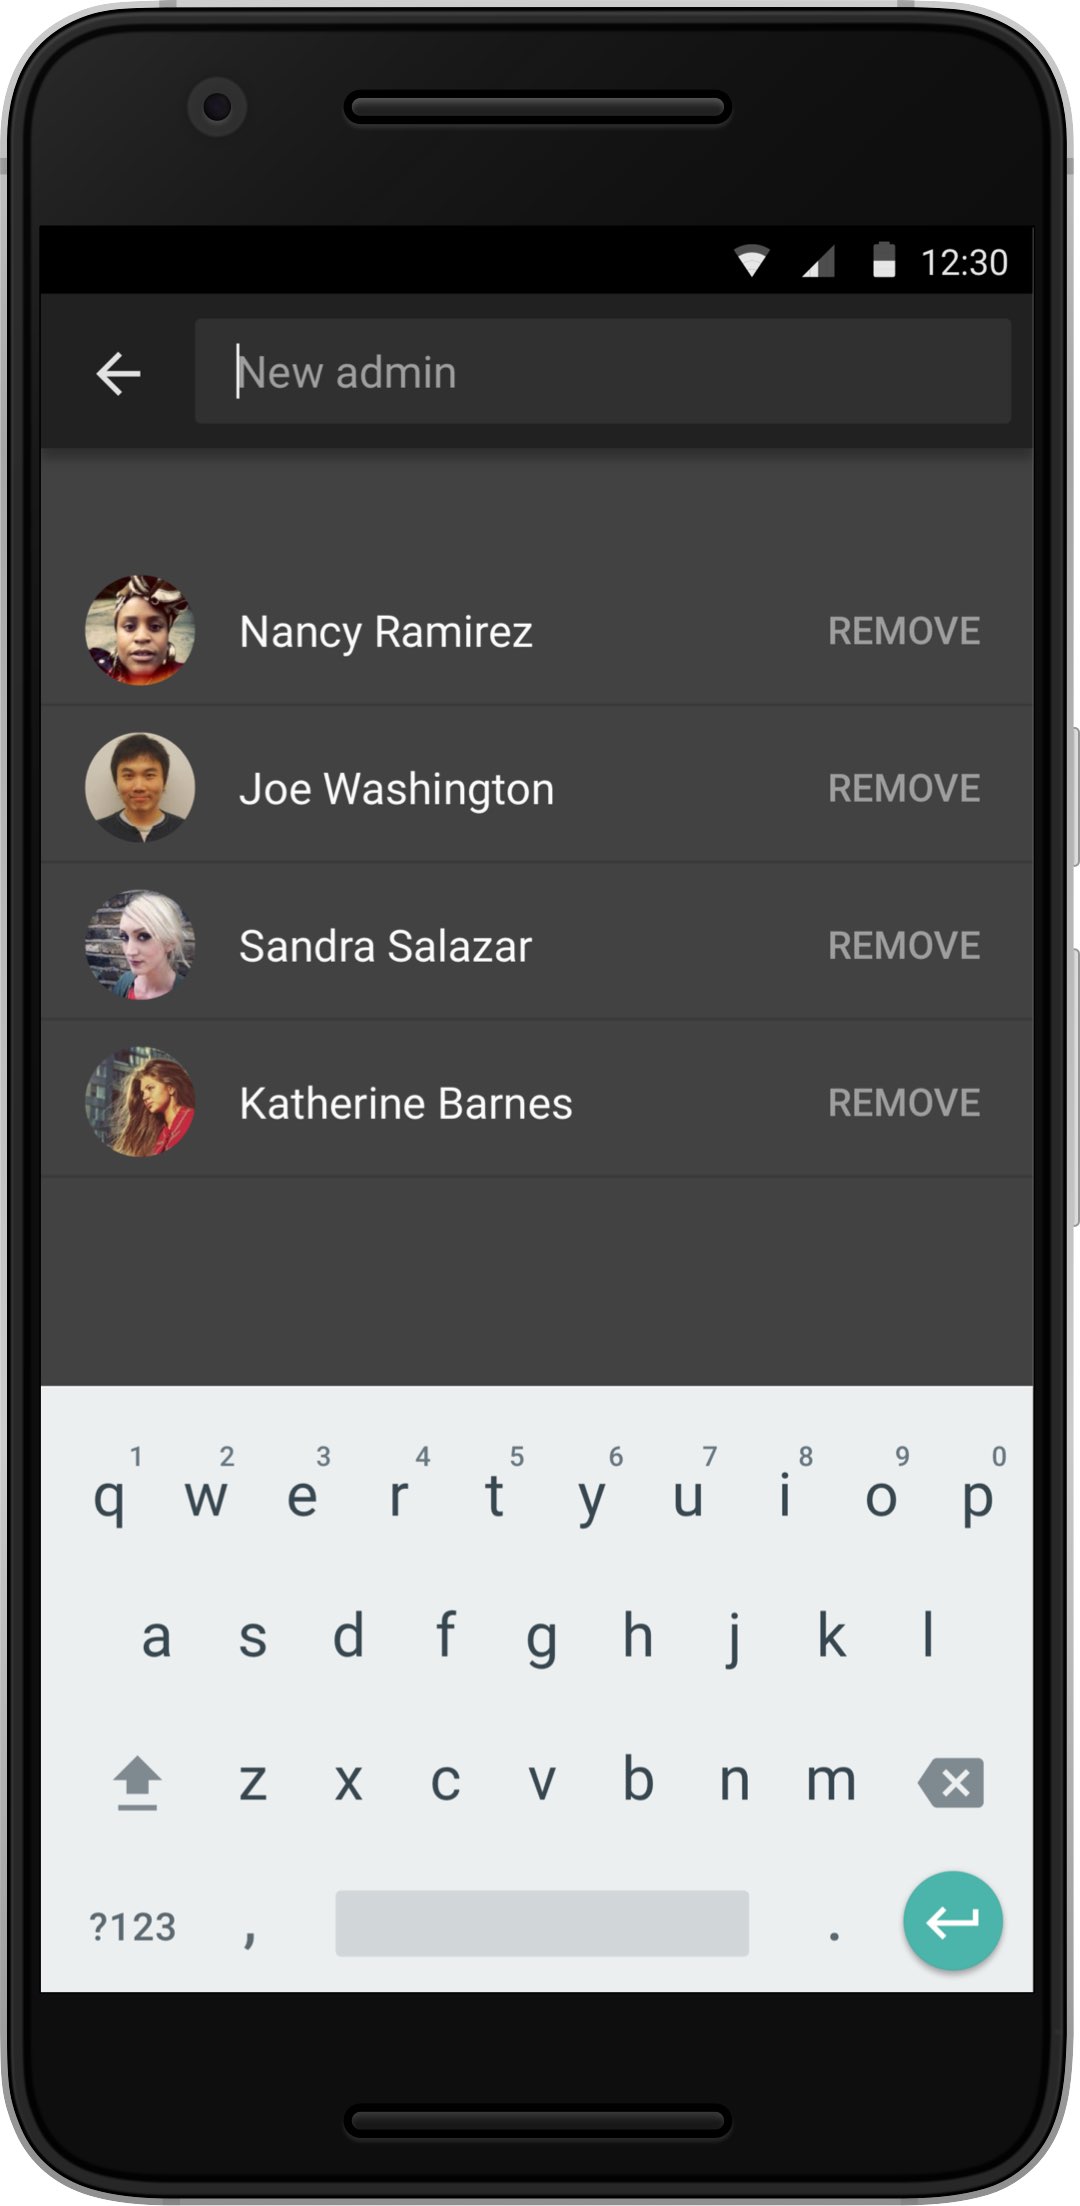 12:30
New admin
Nancy Ramirez REMOVE
Joe Washington REMOVE
Sandra Salazar REMOVE
Katherine Barnes REMOVE
1 2 3 4 5 6 7 8 9 0
q w e r t y u i o p
a s d f g h j k l
z x c v b n m
?123 , .